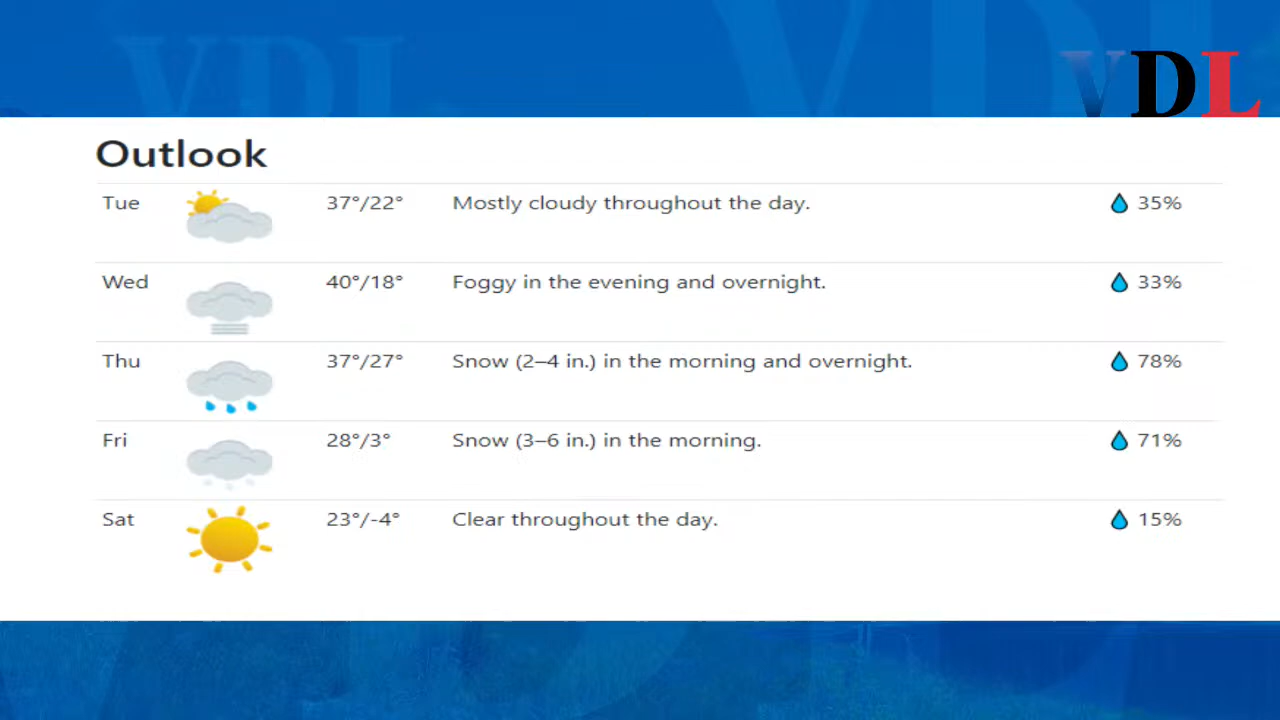 VDL
VDL
VDL
Outlook
Tue 37°/22° Mostly cloudy throughout the day. 35%
Wed 40°/18° Foggy in the evening and overnight. 33%
Thu 37°/27° Snow (2–4 in.) in the morning and overnight. 78%
Fri 28°/3° Snow (3–6 in.) in the morning. 71%
Sat 23°/-4° Clear throughout the day. 15%